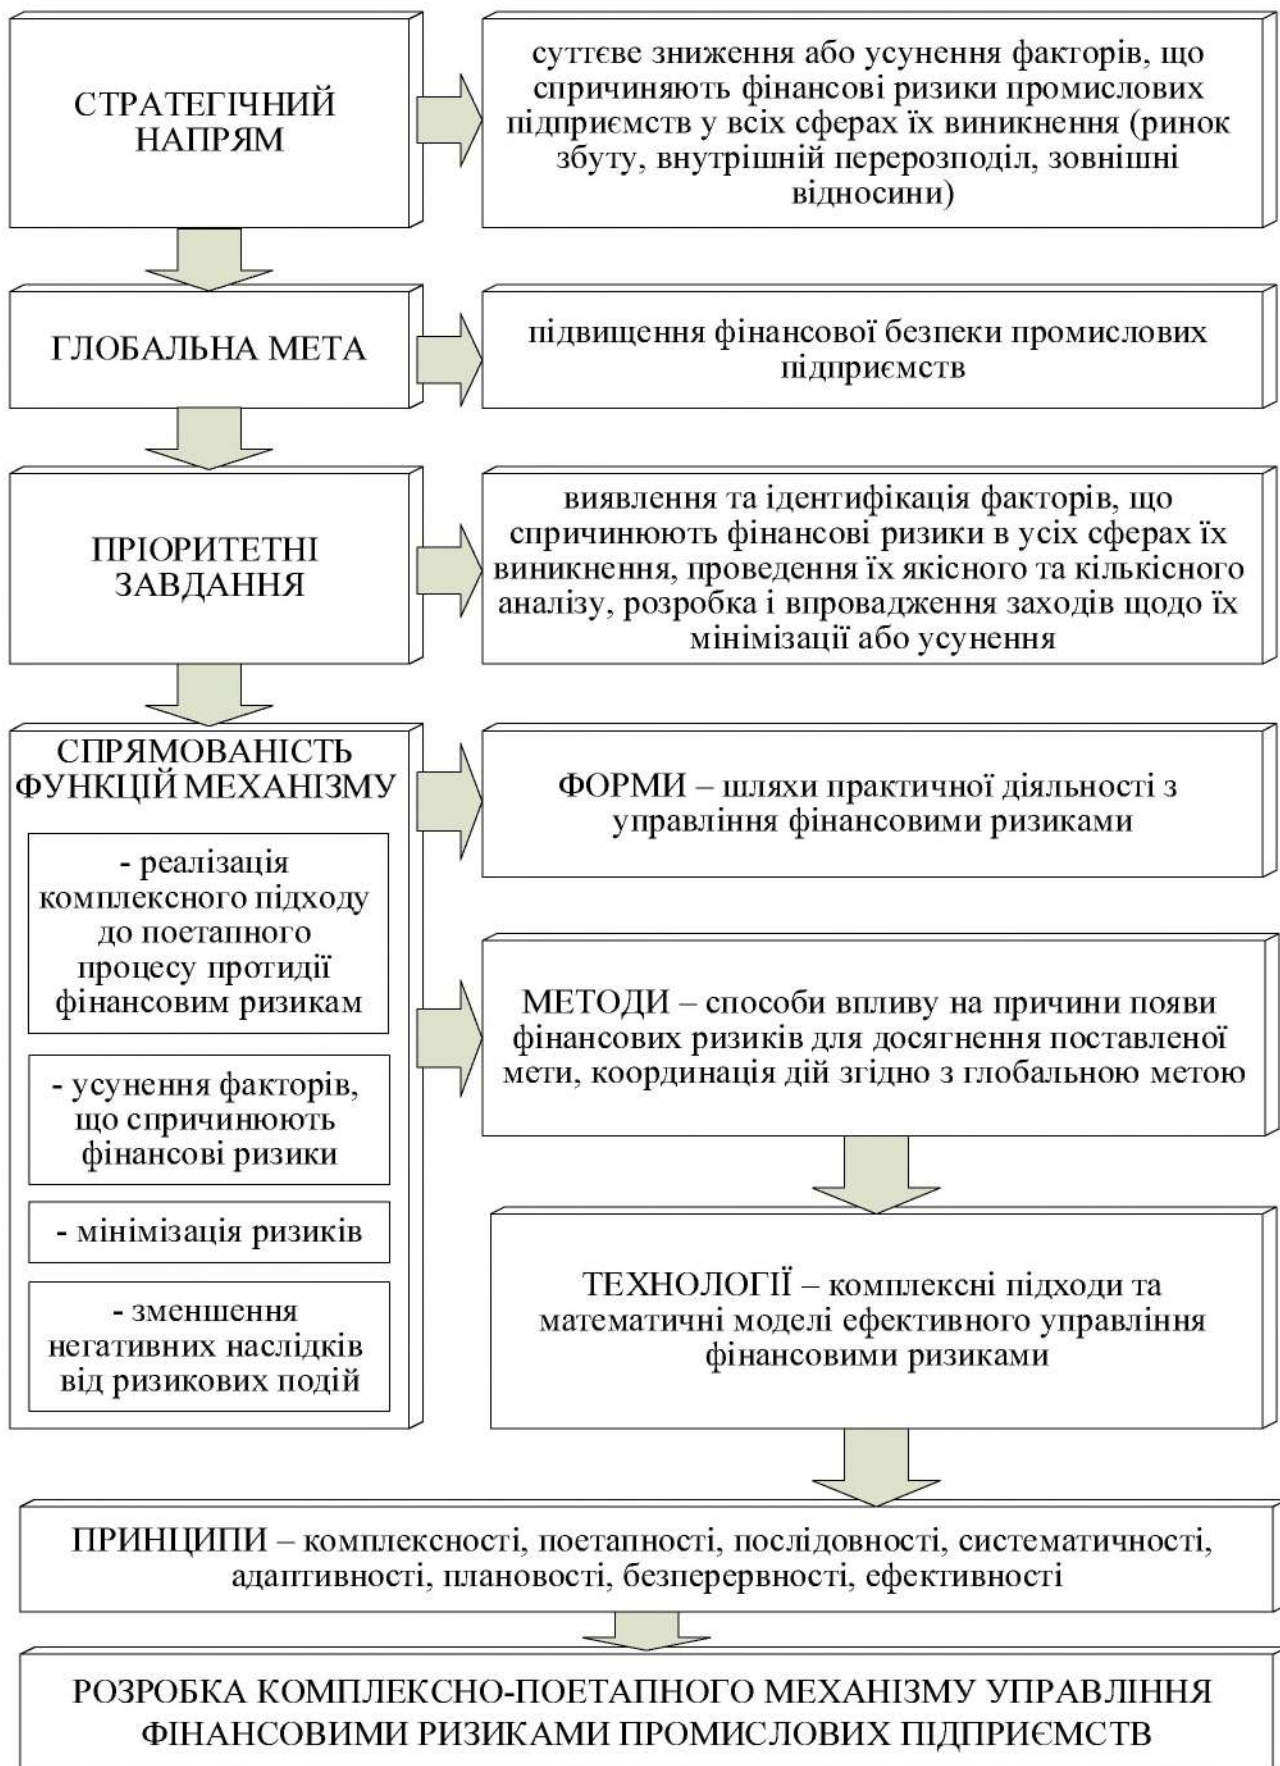 СТРАТЕГІЧНИЙ
НАПРЯМ
суттєве зниження або усунення факторів, що
спричиняють фінансові ризики промислових
підприємств у всіх сферах їх виникнення (ринок
збуту, внутрішній перерозподіл, зовнішні
відносини)
ГЛОБАЛЬНА МЕТА
підвищення фінансової безпеки промислових
підприємств
ПРІОРИТЕТНІ
ЗАВДАННЯ
виявлення та ідентифікація факторів, що
спричинюють фінансові ризики в усіх сферах їх
виникнення, проведення їх якісного та кількісного
аналізу, розробка і впровадження заходів щодо їх
мінімізації або усунення
СПРЯМОВАНІСТЬ
ФУНКЦІЙ МЕХАНІЗМУ
- реалізація
комплексного підходу
до поетапного
процесу протидії
фінансовим ризикам
- усунення факторів,
що спричинюють
фінансові ризики
- мінімізація ризиків
- зменшення
негативних наслідків
від ризикових подій
ФОРМИ – шляхи практичної діяльності з
управління фінансовими ризиками
МЕТОДИ – способи впливу на причини появи
фінансових ризиків для досягнення поставленої
мети, координація дій згідно з глобальною метою
ТЕХНОЛОГІЇ – комплексні підходи та
математичні моделі ефективного управління
фінансовими ризиками
ПРИНЦИПИ – комплексності, поетапності, послідовності, систематичності,
адаптивності, плановості, безперервності, ефективності
РОЗРОБКА КОМПЛЕКСНО-ПОЕТАПНОГО МЕХАНІЗМУ УПРАВЛІННЯ
ФІНАНСОВИМИ РИЗИКАМИ ПРОМИСЛОВИХ ПІДПРИЄМСТВ